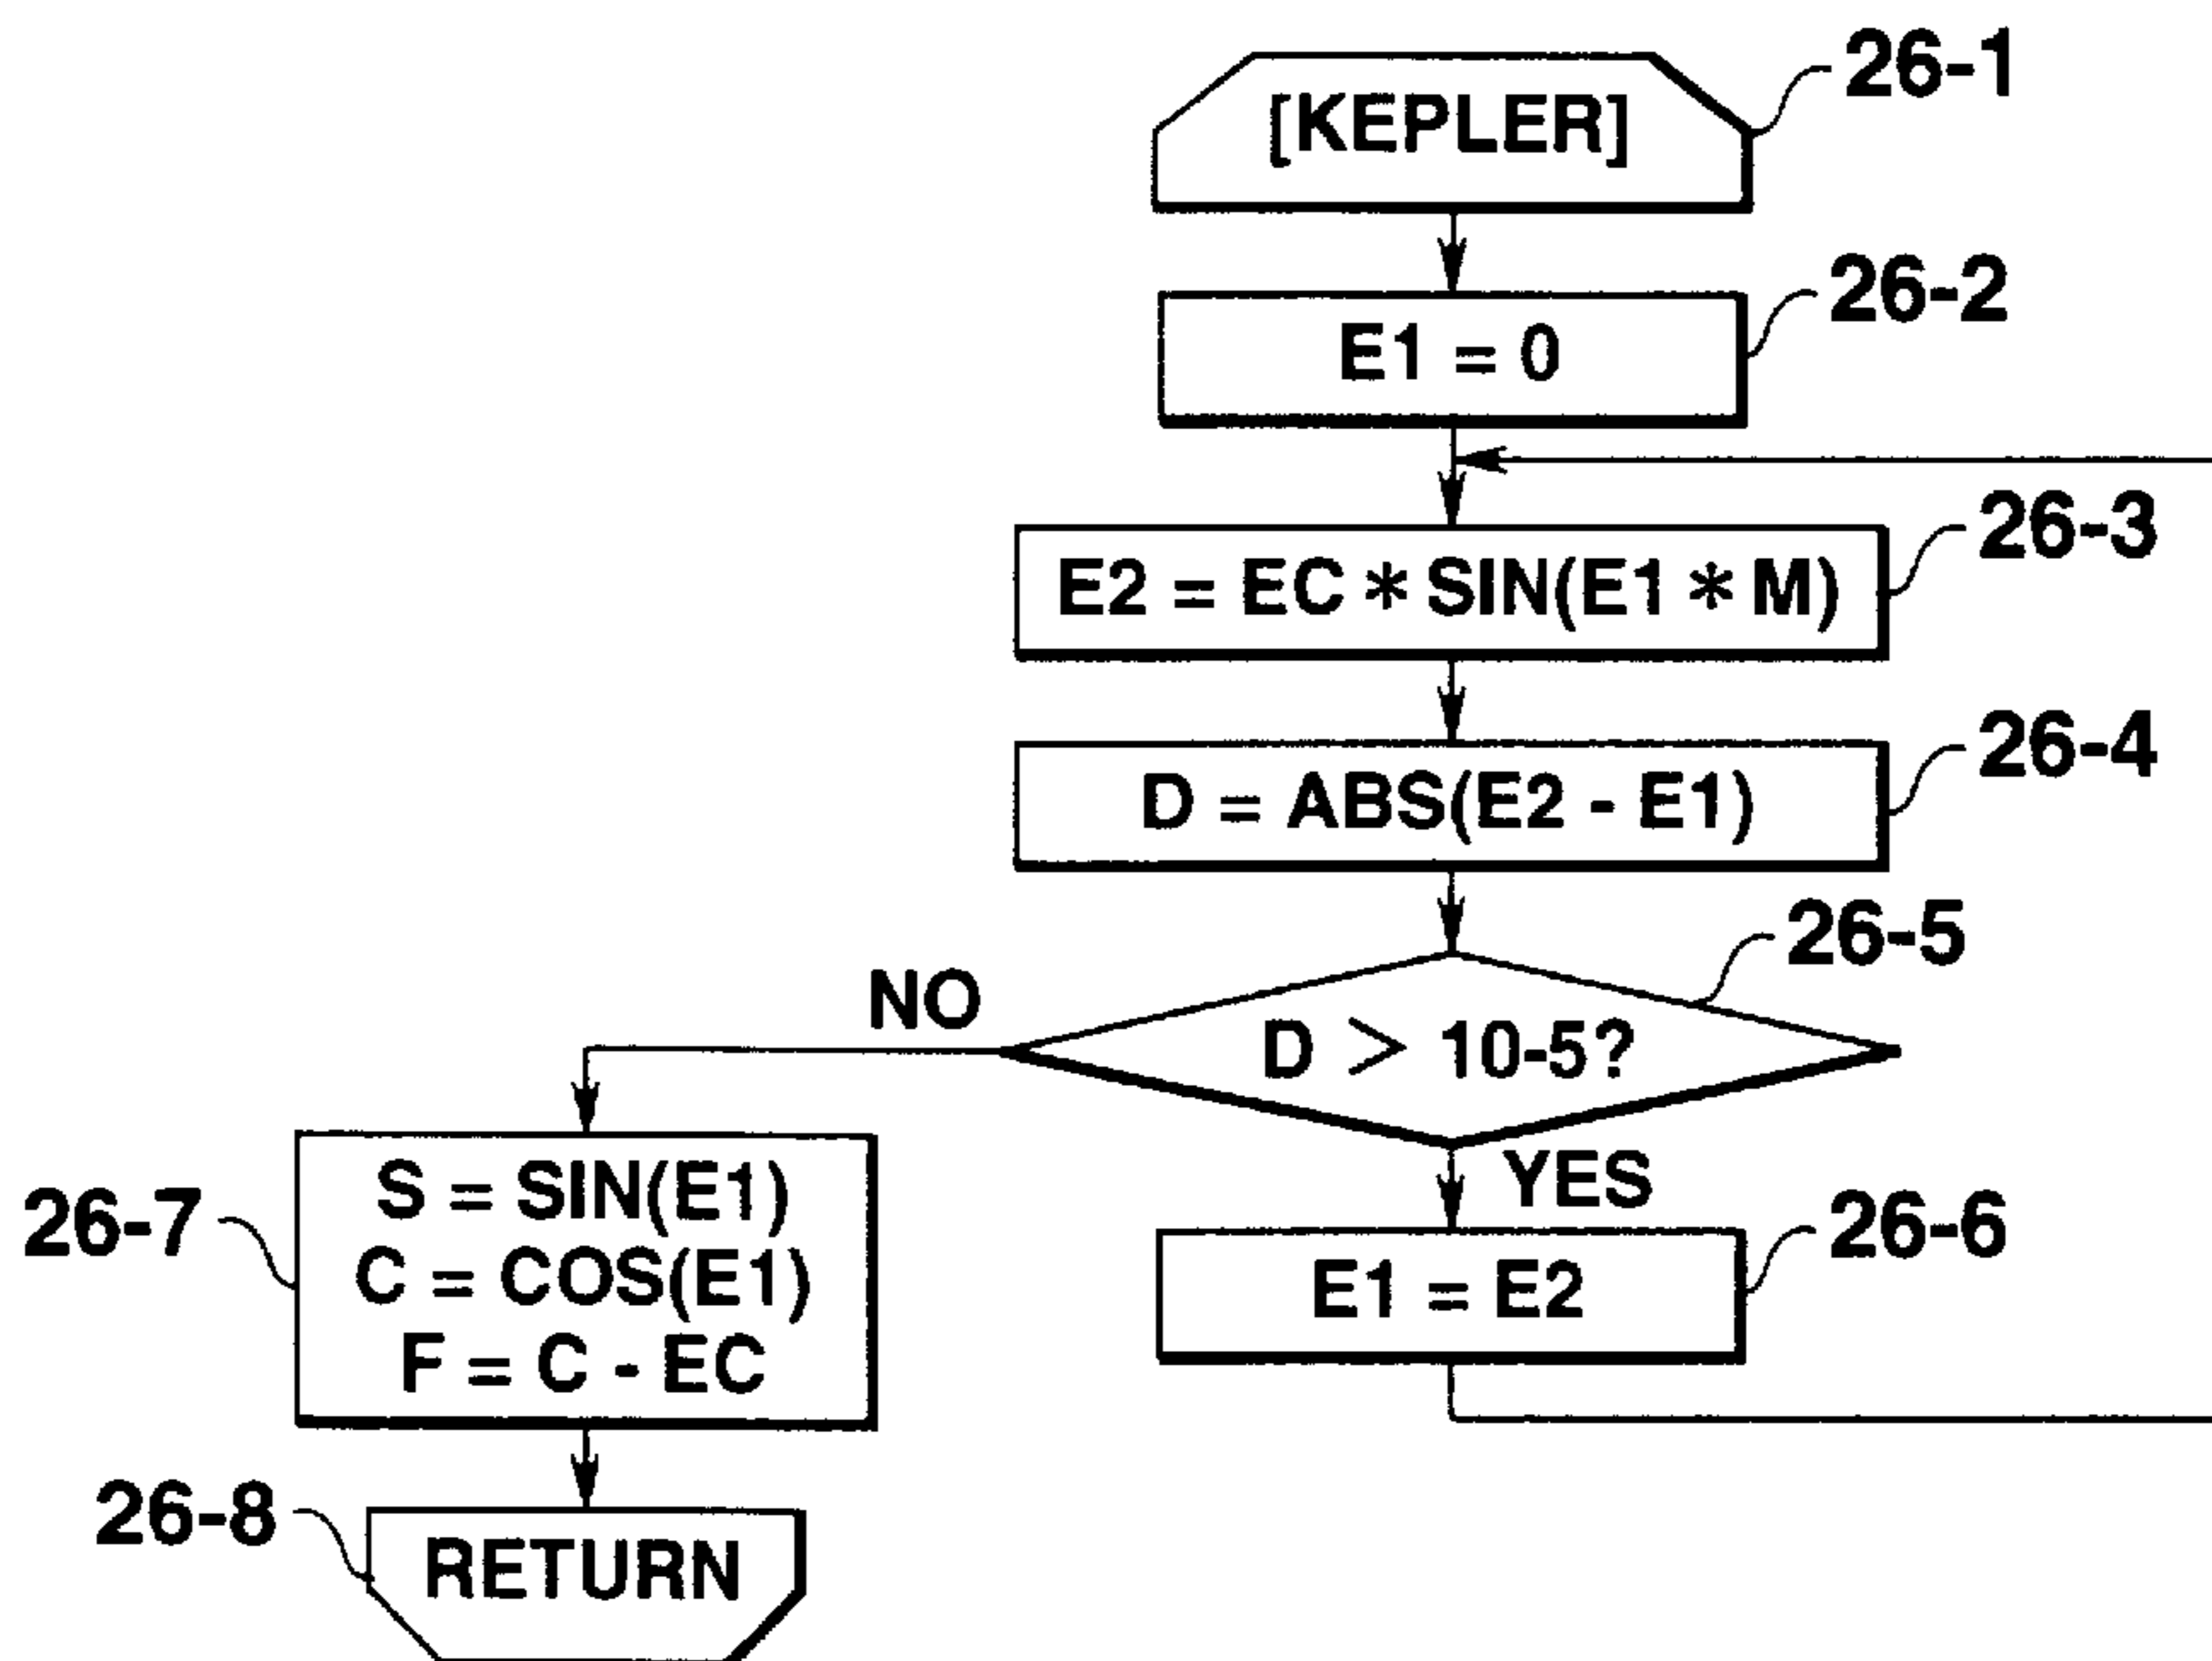 [KEPLER]
26-1
E1 = 0
26-2
E2 = EC * SIN(E1 * M)
26-3
D = ABS(E2 - E1)
26-4
D > 10-5?
26-5
NO
YES
E1 = E2
26-6
26-7
S = SIN(E1)
C = COS(E1)
F = C - EC
26-8
RETURN